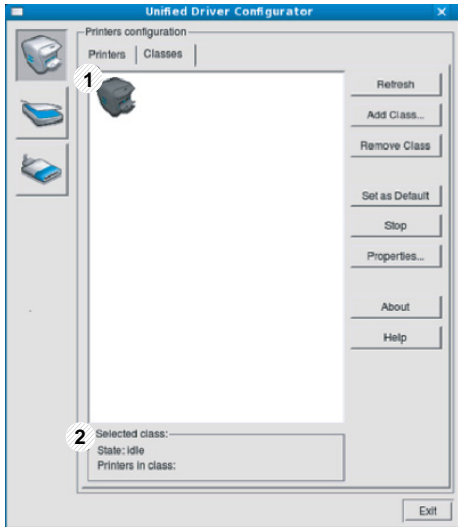 Unified Driver Configurator
Printers configuration
Printers
Classes
1
Refresh
Add Class...
Remove Class
Set as Default
Stop
Properties...
About
Help
2
Selected class:
State: idle
Printers in class:
Exit